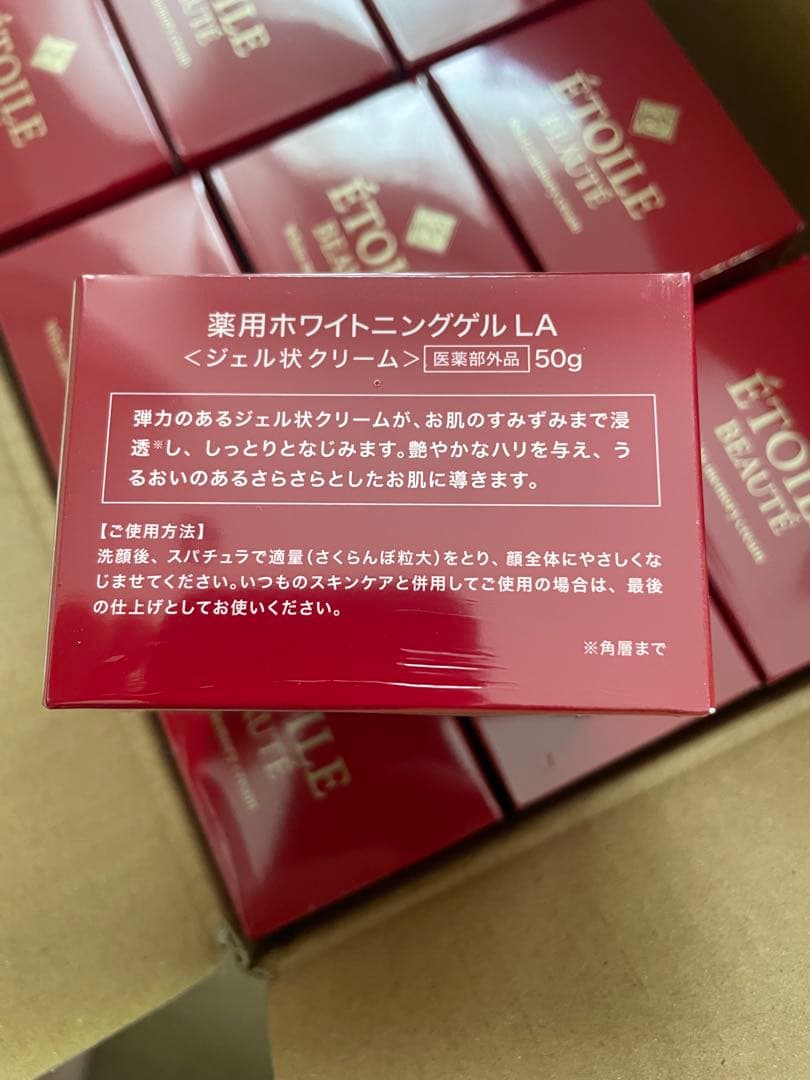 ÉTOILE
ÉTOILE
BEAUTÉ
ÉTOILE
BEAUTÉ
ÉTOILE
BEAUTÉ
薬用ホワイトニングゲル LA
<ジェル状クリーム> 医薬部外品 50g
弾力のあるジェル状クリームが、お肌のすみずみまで浸
透※し、しっとりとなじみます。艶やかなハリを与え、う
るおいのあるさらさらとしたお肌に導きます。
【ご使用方法】
洗顔後、スパチュラで適量(さくらんぼ粒大)をとり、顔全体にやさしくな
じませてください。いつものスキンケアと併用してご使用の場合は、最後
の仕上げとしてお使いください。
※角層まで
BEAUTÉ